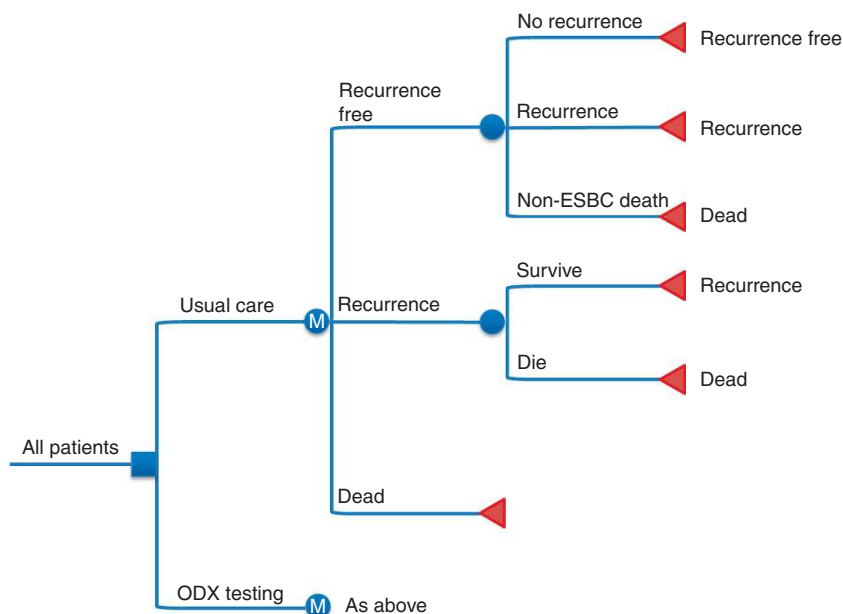 No recurrence
Recurrence free
Recurrence
free
Recurrence
Recurrence
Non-ESBC death
Dead
Survive
Recurrence
Usual care
M
Recurrence
Die
Dead
All patients
Dead
ODX testing
M
As above